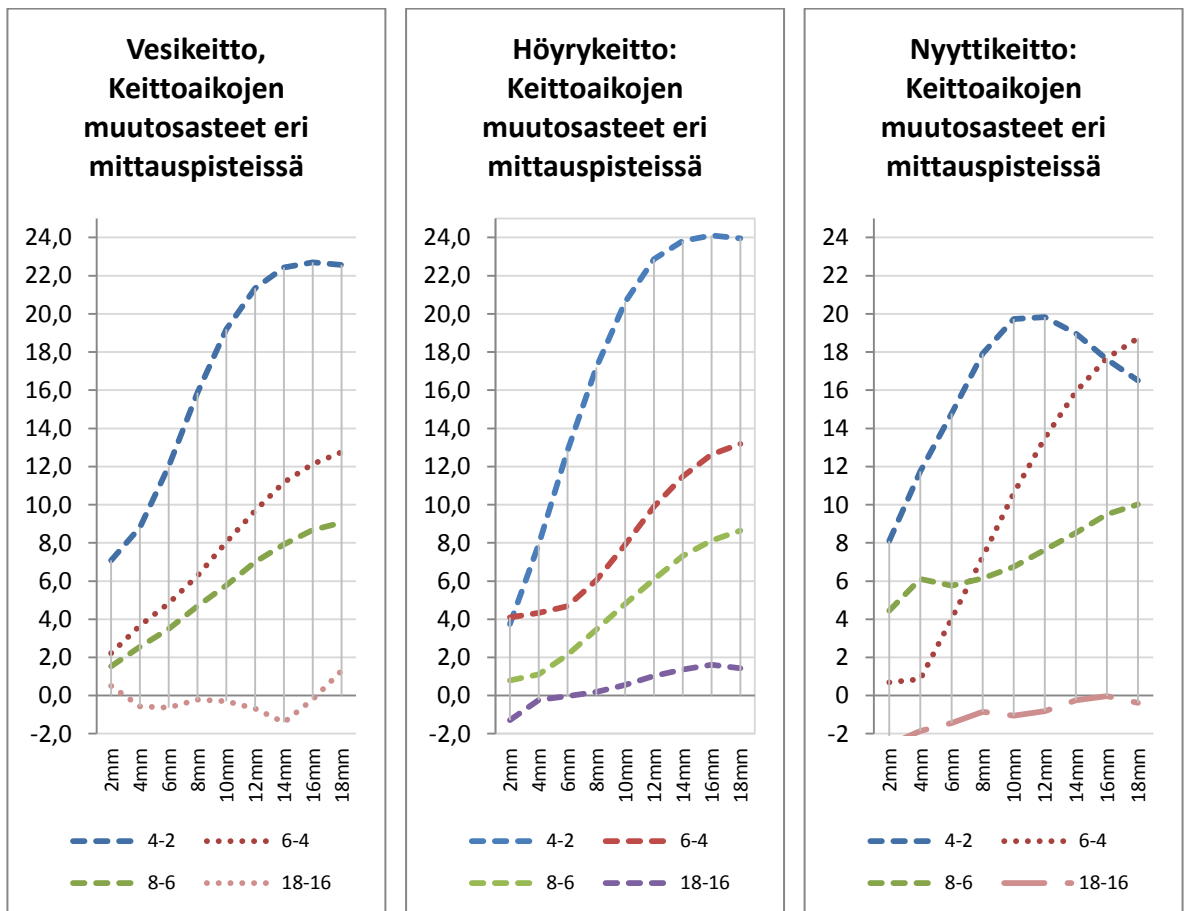 Vesikeitto,
Keittoaikojen
muutosasteet eri
mittauspisteissä
24,0
22,0
20,0
18,0
16,0
14,0
12,0
10,0
8,0
6,0
4,0
2,0
0,0
-2,0
2mm
4mm
6mm
8mm
10mm
12mm
14mm
16mm
18mm
4-2 6-4
8-6 18-16
Höyrykeitto:
Keittoaikojen
muutosasteet eri
mittauspisteissä
24,0
22,0
20,0
18,0
16,0
14,0
12,0
10,0
8,0
6,0
4,0
2,0
0,0
-2,0
2mm
4mm
6mm
8mm
10mm
12mm
14mm
16mm
18mm
4-2 6-4
8-6 18-16
Nyyttikeitto:
Keittoaikojen
muutosasteet eri
mittauspisteissä
24
22
20
18
16
14
12
10
8
6
4
2
0
-2
2mm
4mm
6mm
8mm
10mm
12mm
14mm
16mm
18mm
4-2 6-4
8-6 18-16